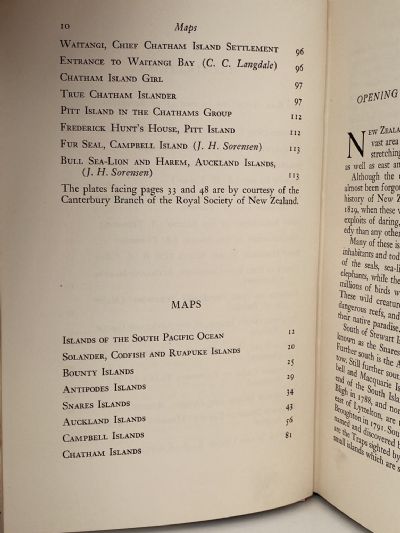 10 Maps
WAITANGI, CHIEF CHATHAM ISLAND SETTLEMENT 96
ENTRANCE TO WAITANGI BAY (C. C. Langdale) 96
CHATHAM ISLAND GIRL 97
TRUE CHATHAM ISLANDER 97
PITT ISLAND IN THE CHATHAMS GROUP 112
FREDERICK HUNT'S HOUSE, PITT ISLAND 112
FUR SEAL, CAMPBELL ISLAND (J. H. Sorensen) 113
BULL SEA-LION AND HAREM, AUCKLAND ISLANDS,
(J. H. Sorensen) 113
The plates facing pages 33 and 48 are by courtesy of the
Canterbury Branch of the Royal Society of New Zealand.
MAPS
ISLANDS OF THE SOUTH PACIFIC OCEAN 12
SOLANDER, CODFISH AND RUAPUKE ISLANDS 20
BOUNTY ISLANDS 25
ANTIPODES ISLANDS 29
SNARES ISLANDS 34
AUCKLAND ISLANDS 43
CAMPBELL ISLANDS 56
CHATHAM ISLANDS 81
OPENING
NEW ZEALA
vast area
stretching
as well as east an
Although the
almost been forgot
history of New Z
1829, when these
exploits of daring,
edy than any other
Many of these is
inhabitants and rod
of the seals, sea-li
elephants, while the
millions of birds w
These wild creatur
dangerous reefs, and
their native paradise.
South of Stewart I
known as the Snares
Further south is the A
tow. Still further sout
bell and Macquarie Is
end of the South Islan
Bligh in 1788, and nor
east of Lyttelton, are
Broughton in 1791. Sou
named and discovered b
are the Traps sighted by
small islands which are s